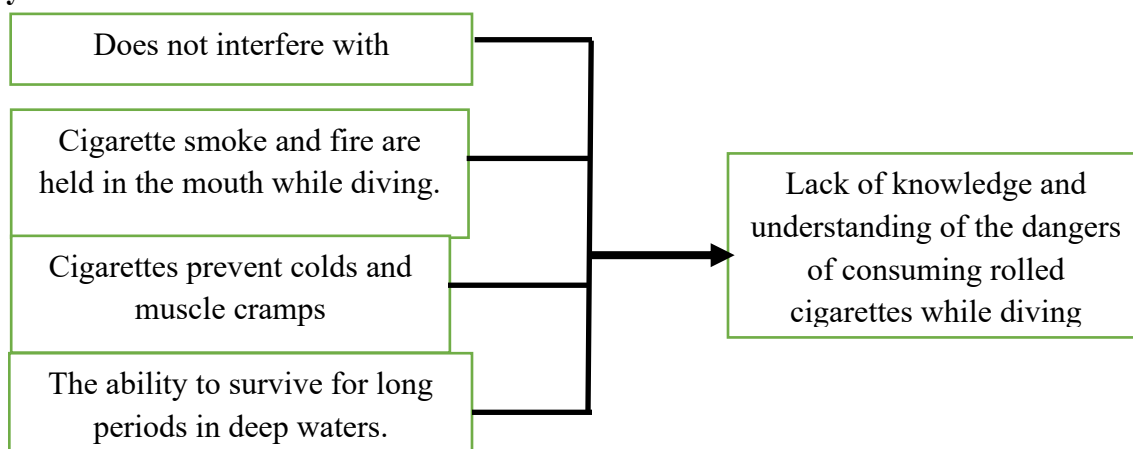 Does not interfere with
Cigarette smoke and fire are
held in the mouth while diving.
Cigarettes prevent colds and
muscle cramps
The ability to survive for long
periods in deep waters.
Lack of knowledge and
understanding of the dangers
of consuming rolled
cigarettes while diving